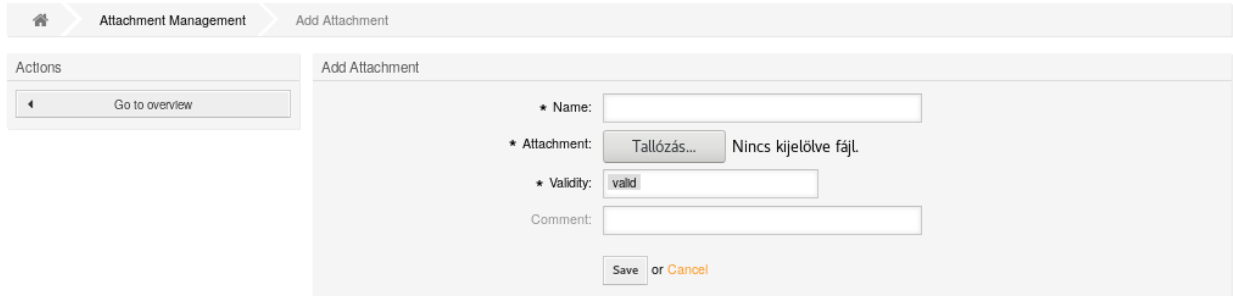 Attachment Management Add Attachment
Actions
Go to overview
Add Attachment
* Name:
* Attachment: Tallózás... Nincs kijelölve fájl.
* Validity: valid
Comment:
Save or Cancel